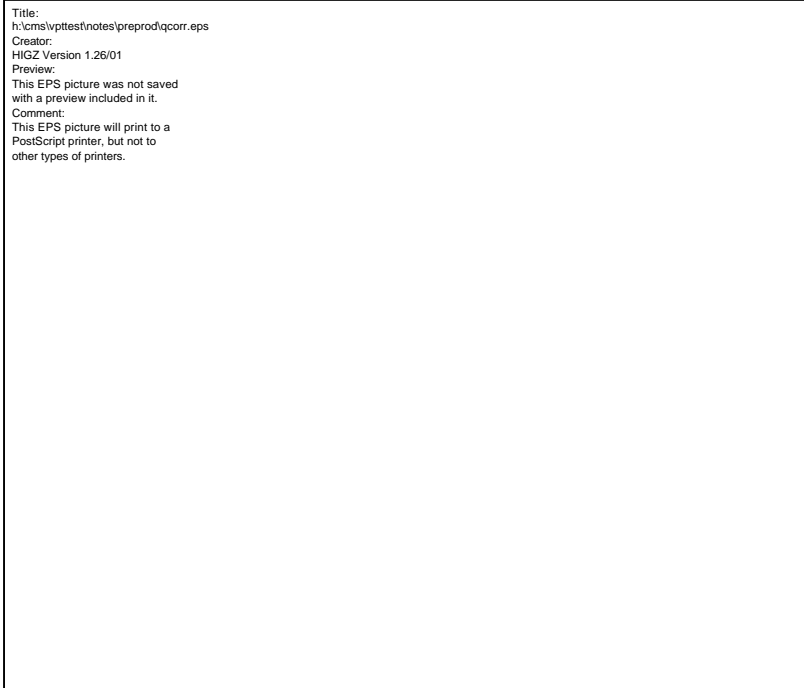 Title:
h:\cms\vpttest\notes\preprod\qcorr.eps
Creator:
HIGZ Version 1.26/01
Preview:
This EPS picture was not saved
with a preview included in it.
Comment:
This EPS picture will print to a
PostScript printer, but not to
other types of printers.